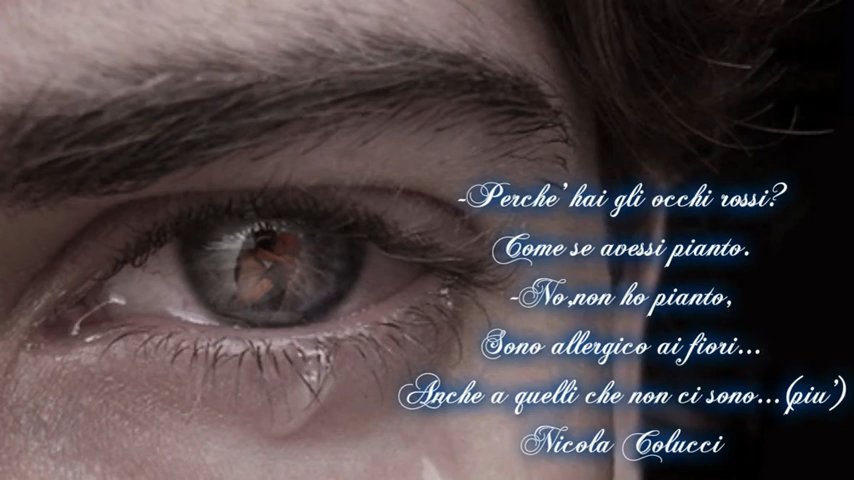 -Perche' hai gli occhi rossi?
Come se avessi pianto.
-No,non ho pianto,
Sono allergico ai fiori...
Anche a quelli che non ci sono...(piu')
Nicola Colucci